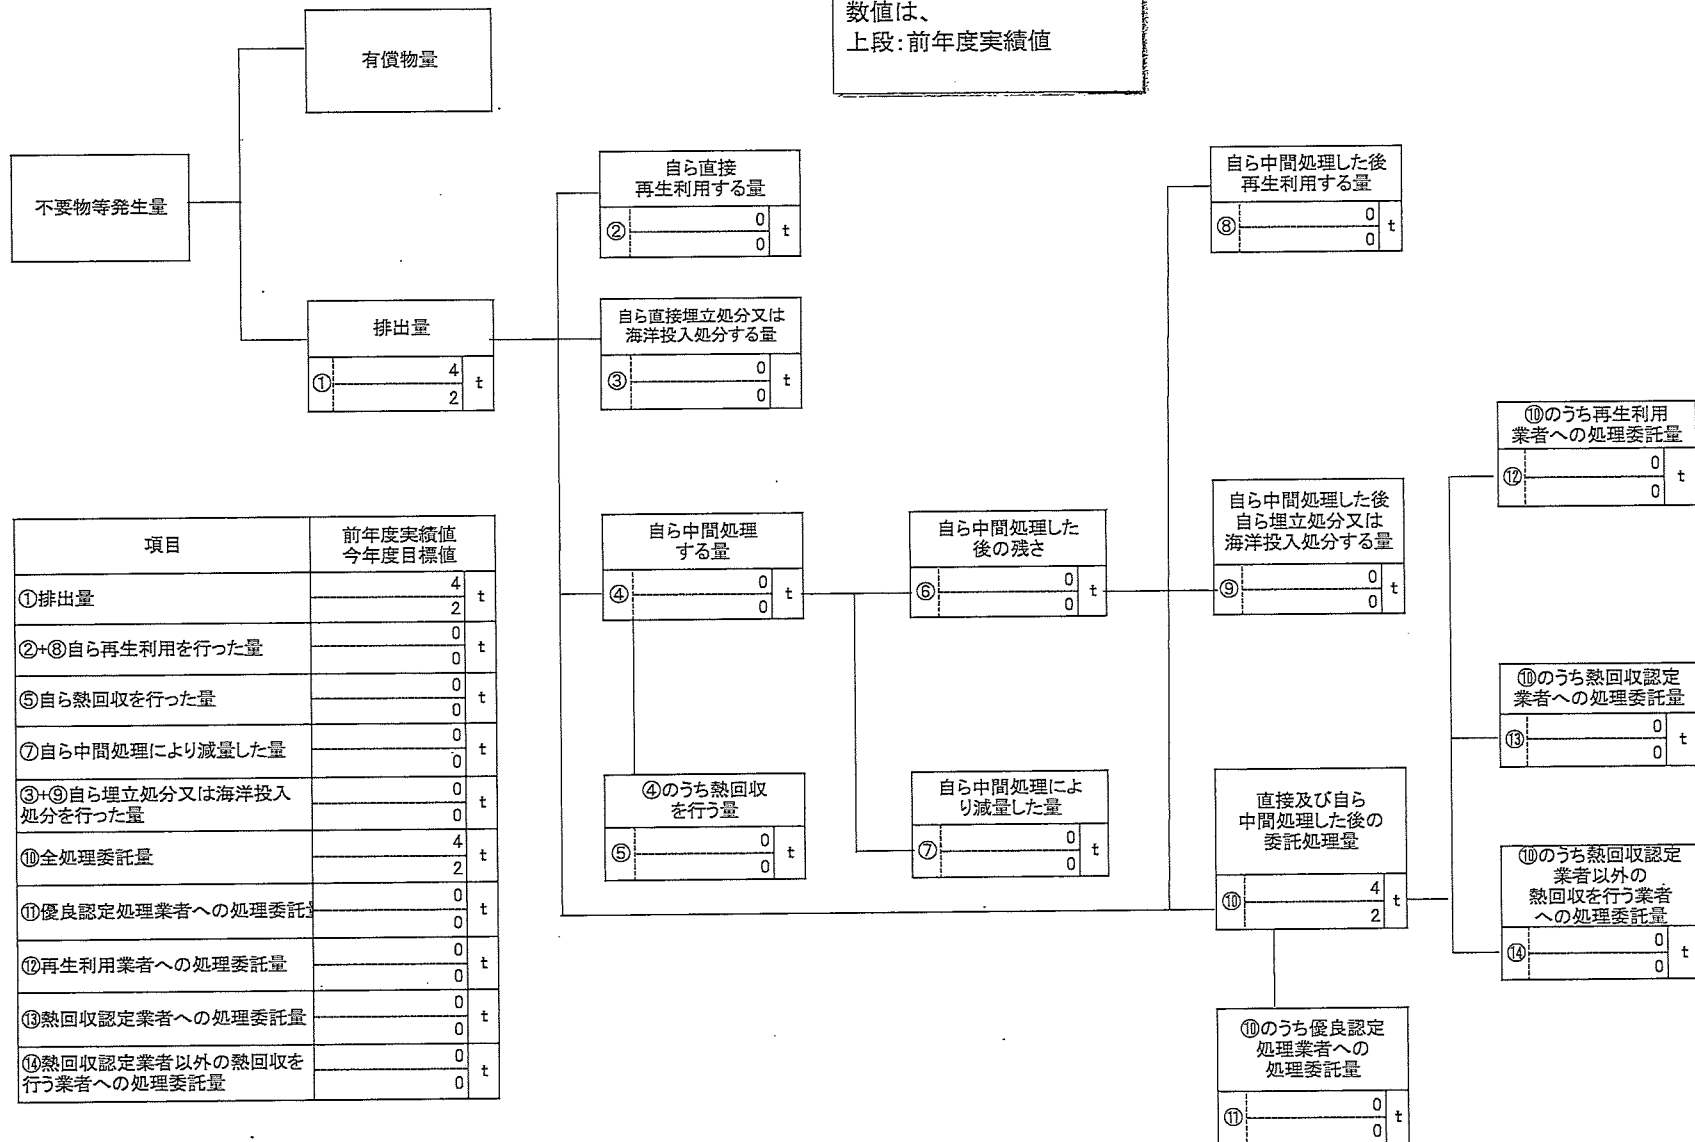 数値は、
上段:前年度実績値
有償物量
不要物等発生量
排出量
① 4 t
2
自ら直接
再生利用する量
② 0 t
0
自ら直接埋立処分又は
海洋投入処分する量
③ 0 t
0
自ら中間処理
する量
④ 0 t
0
④のうち熱回収
を行う量
⑤ 0 t
0
自ら中間処理した
後の残さ
⑥ 0 t
0
自ら中間処理によ
り減量した量
⑦ 0 t
0
自ら中間処理した後
再生利用する量
⑧ 0 t
0
自ら中間処理した後
自ら埋立処分又は
海洋投入処分する量
⑨ 0 t
0
直接及び自ら
中間処理した後の
委託処理量
⑩ 4 t
2
⑩のうち優良認定
処理業者への
処理委託量
⑪ 0 t
0
⑩のうち再生利用
業者への処理委託量
⑫ 0 t
0
⑩のうち熱回収認定
業者への処理委託量
⑬ 0 t
0
⑩のうち熱回収認定
業者以外の
熱回収を行う業者
への処理委託量
⑭ 0 t
0
項目 前年度実績値
今年度目標値
①排出量 4 t
2
②+⑧自ら再生利用を行った量 0 t
0
⑤自ら熱回収を行った量 0 t
0
⑦自ら中間処理により減量した量 0 t
0
③+⑨自ら埋立処分又は海洋投入
処分を行った量 0 t
0
⑩全処理委託量 4 t
2
⑪優良認定処理業者への処理委託 0 t
0
⑫再生利用業者への処理委託量 0 t
0
⑬熱回収認定業者への処理委託量 0 t
0
⑭熱回収認定業者以外の熱回収を
行う業者への処理委託量 0 t
0